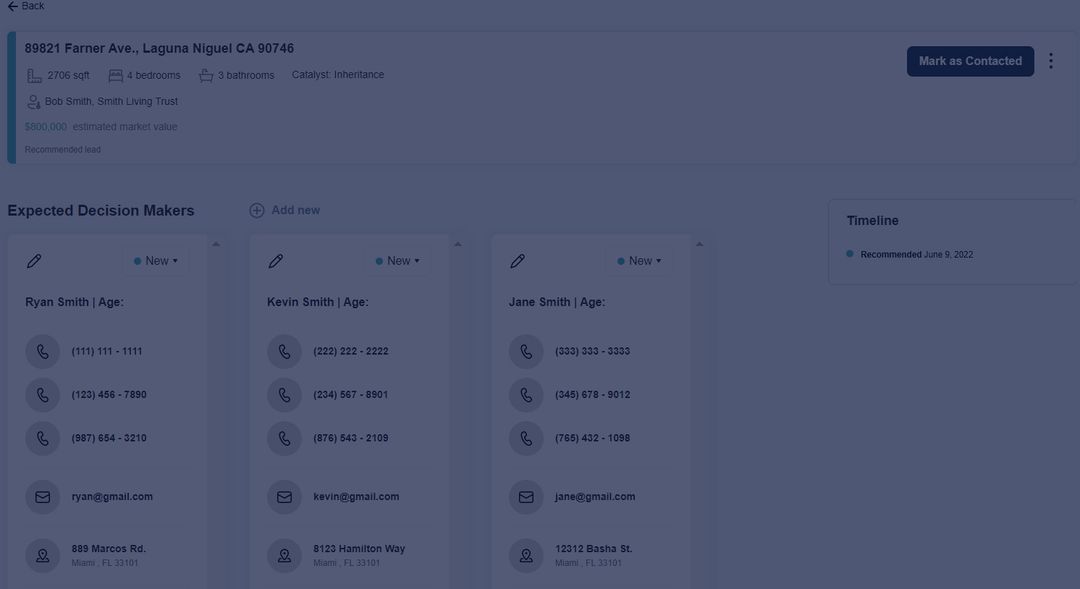 Back
89821 Farner Ave., Laguna Niguel CA 90746
2706 sqft 4 bedrooms 3 bathrooms Catalyst: Inheritance
Mark as Contacted
Bob Smith, Smith Living Trust
$800,000 estimated market value
Recommended lead
Expected Decision Makers
Add new
New
Ryan Smith | Age:
(111) 111 - 1111
(123) 456 - 7890
(987) 654 - 3210
ryan@gmail.com
889 Marcos Rd.
Miami , FL 33101
New
Kevin Smith | Age:
(222) 222 - 2222
(234) 567 - 8901
(876) 543 - 2109
kevin@gmail.com
8123 Hamilton Way
Miami , FL 33101
New
Jane Smith | Age:
(333) 333 - 3333
(345) 678 - 9012
(765) 432 - 1098
jane@gmail.com
12312 Basha St.
Miami , FL 33101
Timeline
Recommended June 9, 2022